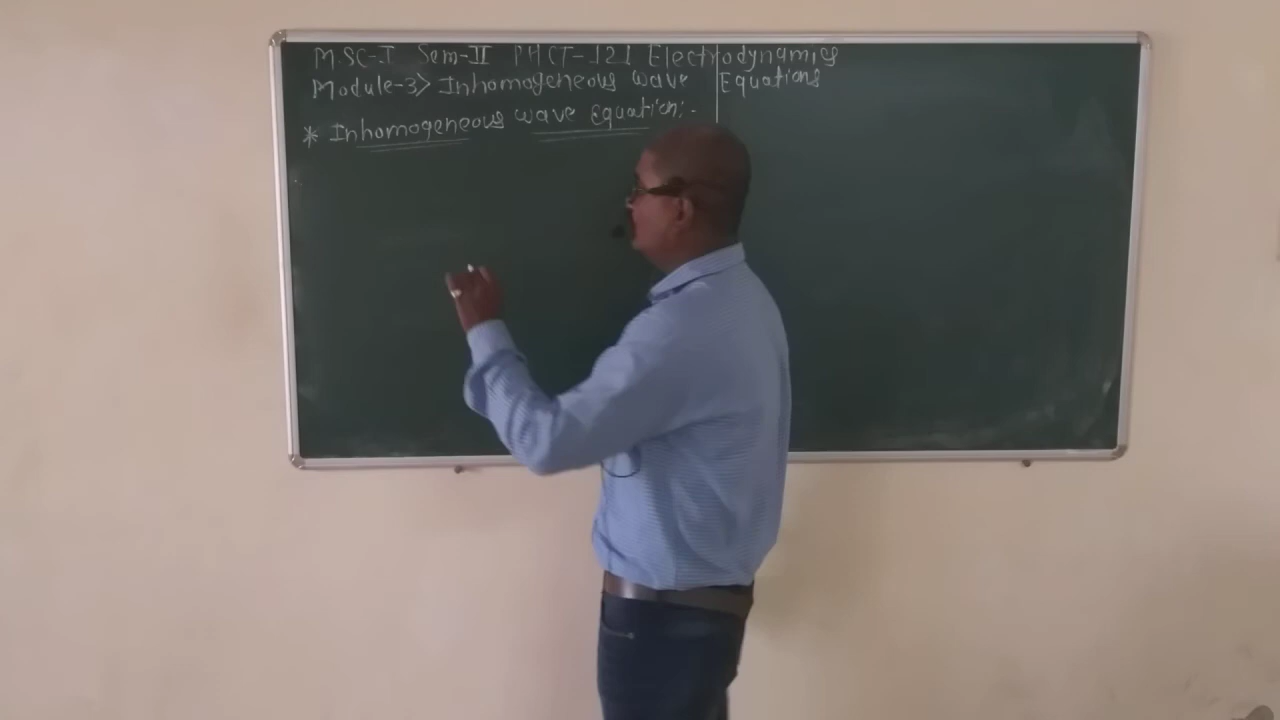 M.SC-I Sem-II PHCT-121 Electrodynamics
Module-3> Inhomogeneous wave Equations
* Inhomogeneous wave Equation:-